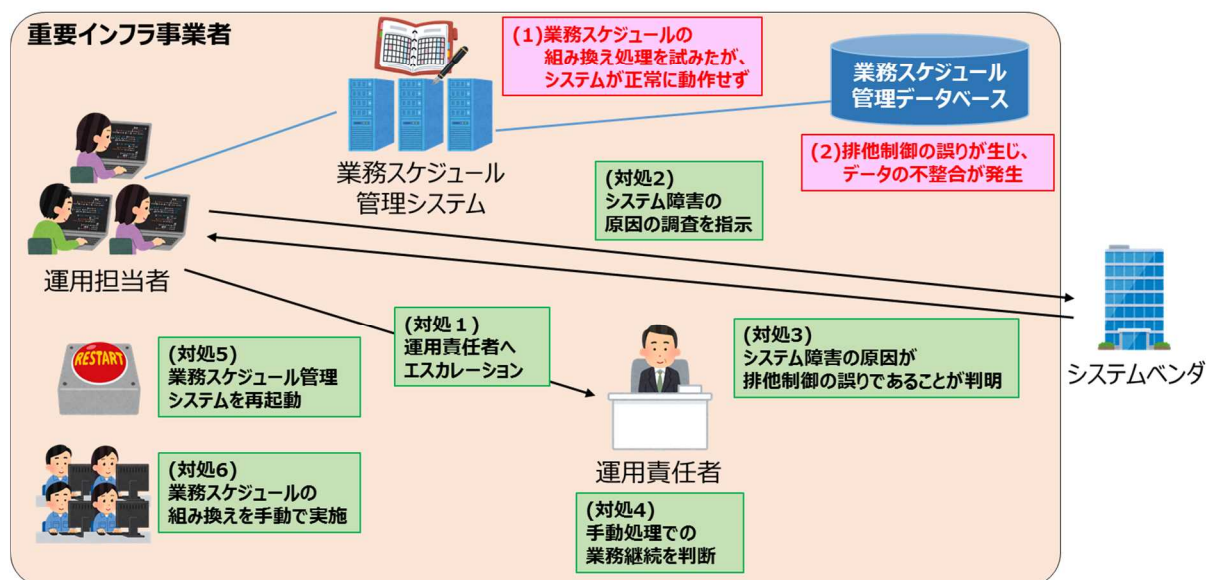 重要インフラ事業者
(1)業務スケジュールの
組み換え処理を試みたが、
システムが正常に動作せず
業務スケジュール
管理データベース
(2)排他制御の誤りが生じ、
データの不整合が発生
業務スケジュール
管理システム
(対処2)
システム障害の
原因の調査を指示
運用担当者
(対処１)
運用責任者へ
エスカレーション
(対処3)
システム障害の原因が
排他制御の誤りであることが判明
システムベンダ
RESTART
(対処5)
業務スケジュール管理
システムを再起動
(対処6)
業務スケジュールの
組み換えを手動で実施
運用責任者
(対処4)
手動処理での
業務継続を判断